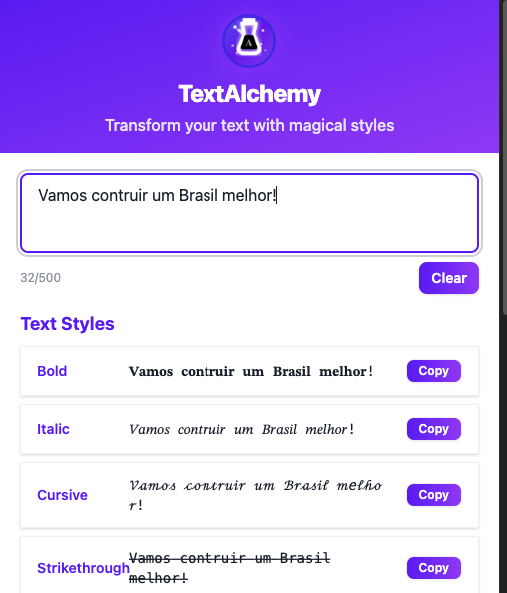 TextAlchemy
Transform your text with magical styles
Vamos contruir um Brasil melhor!
32/500
Clear
Text Styles
Bold
𝐕𝐚𝐦𝐨𝐬 𝐜𝐨𝐧𝐭𝐫𝐮𝐢𝐫 𝐮𝐦 𝐁𝐫𝐚𝐬𝐢𝐥 𝐦𝐞𝐥𝐡𝐨𝐫!
Copy
Italic
𝑉𝑎𝑚𝑜𝑠 𝑐𝑜𝑛𝑡𝑟𝑢𝑖𝑟 𝑢𝑚 𝐵𝑟𝑎𝑠𝑖𝑙 𝑚𝑒𝑙ℎ𝑜𝑟!
Copy
Cursive
𝒱𝒶𝓂ℴ𝓈 𝒸ℴ𝓃𝓉𝓇𝓊𝒾𝓇 𝓊𝓂 ℬ𝓇𝒶𝓈𝒾𝓁 𝓂ℯ𝓁𝒽ℴ
𝓇!
Copy
Strikethrough
V̶a̶m̶o̶s̶ ̶c̶o̶n̶t̶r̶u̶i̶r̶ ̶u̶m̶ ̶B̶r̶a̶s̶i̶l̶
m̶e̶l̶h̶o̶r̶!̶
Copy